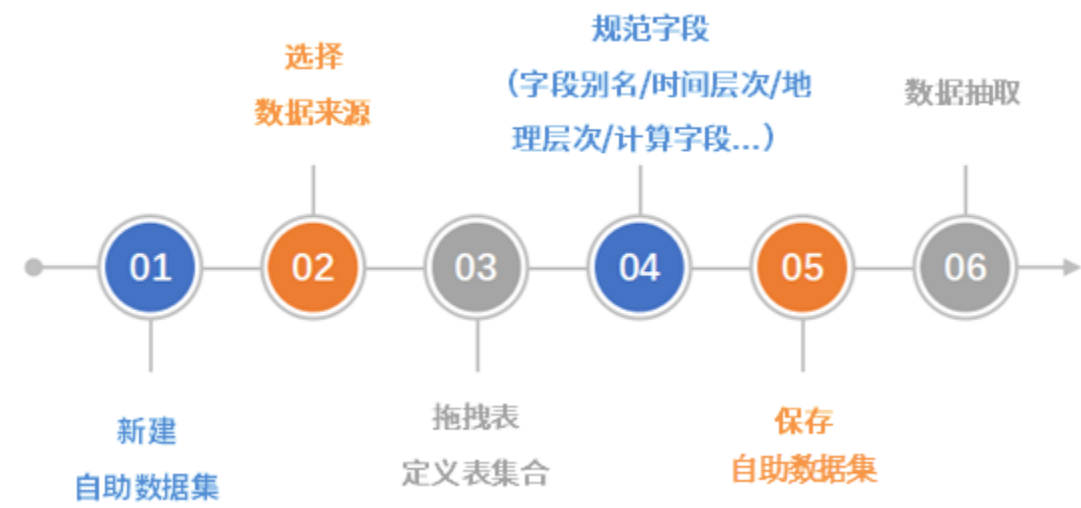 01
新建
自助数据集
02
选择
数据来源
03
拖拽表
定义表集合
04
规范字段
（字段别名/时间层次/地
理层次/计算字段...）
05
保存
自助数据集
06
数据抽取